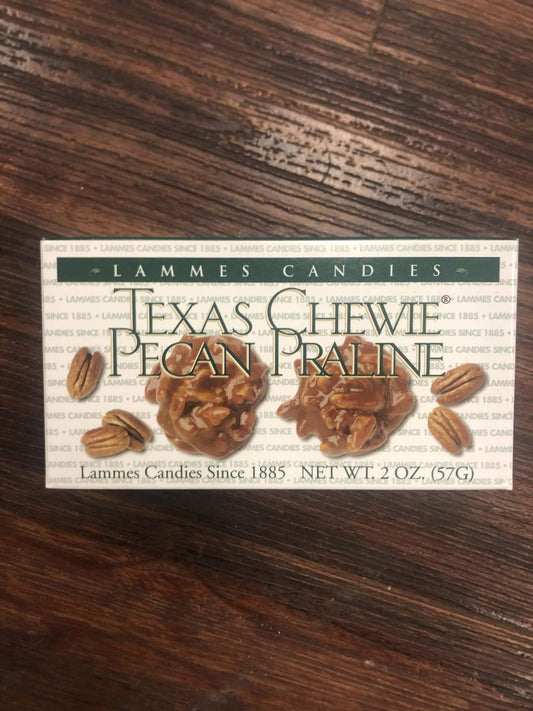 LAMMES CANDIES
TEXAS CHEWIE®
PECAN PRALINE
Lammes Candies Since 1885 NET WT. 2 OZ. (57G)